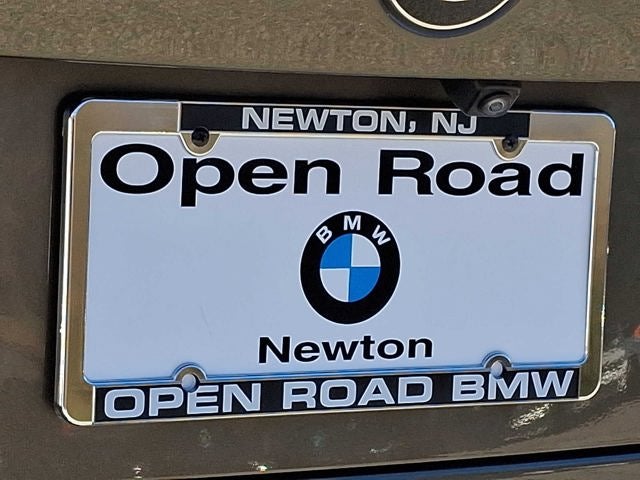 NEWTON, NJ
Open Road
BMW
Newton
OPEN ROAD BMW